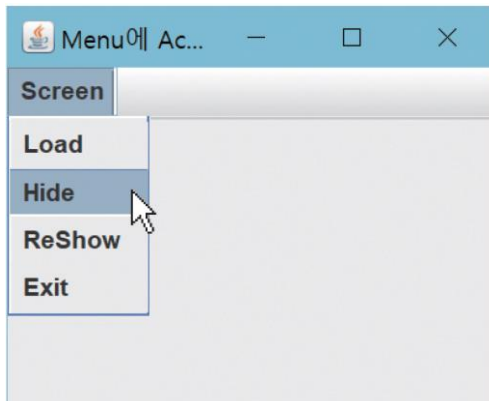 Menu에 Ac...
Screen
Load
Hide
ReShow
Exit